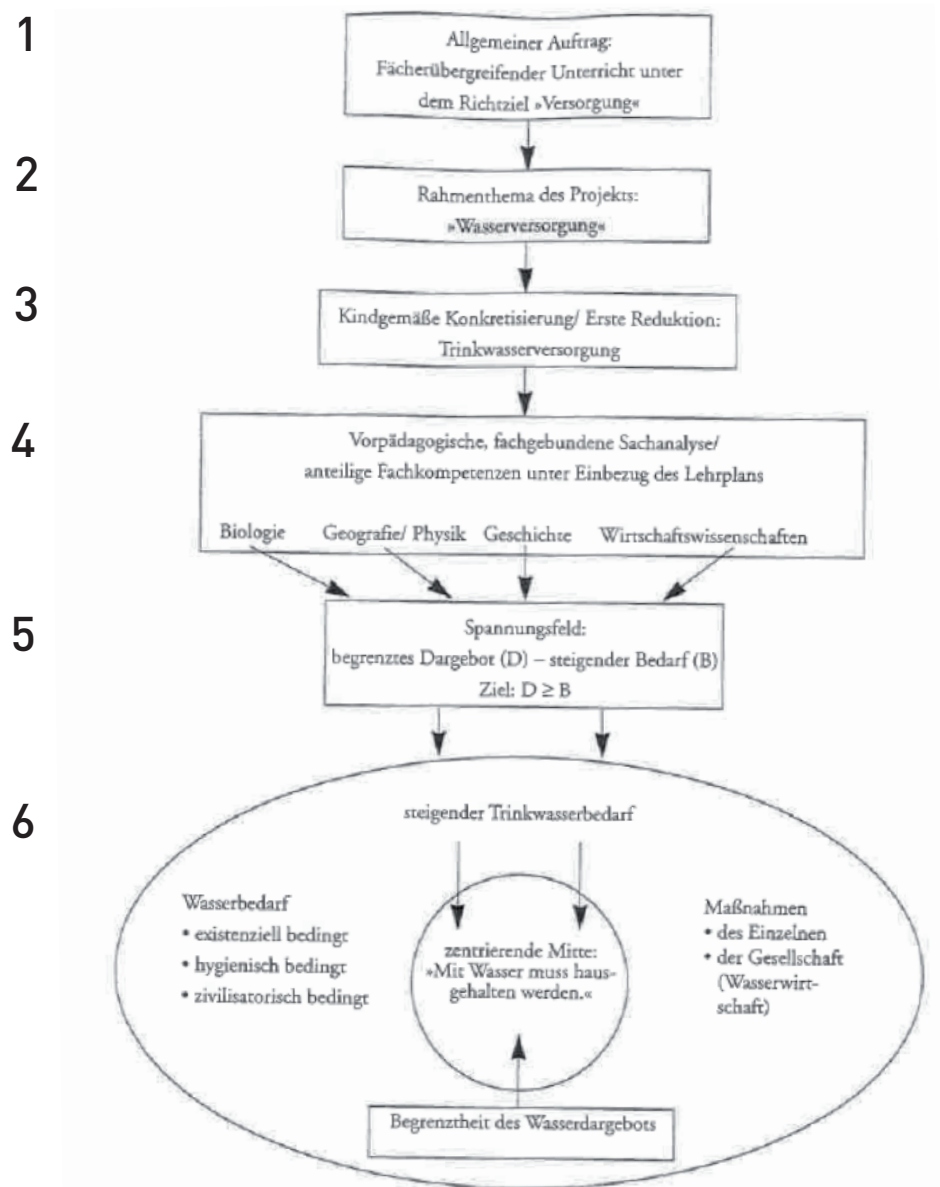 1
Allgemeiner Auftrag:
Fächerübergreifender Unterricht unter
dem Richtziel »Versorgung«
2
Rahmenthema des Projekts:
»Wasserversorgung«
3
Kindgemäße Konkretisierung/ Erste Reduktion:
Trinkwasserversorgung
4
Vorpädagogische, fachgebundene Sachanalyse/
anteilige Fachkompetenzen unter Einbezug des Lehrplans
Biologie Geografie/ Physik Geschichte Wirtschaftswissenschaften
5
Spannungsfeld:
begrenztes Dargebot (D) – steigender Bedarf (B)
Ziel: D ≥ B
6
steigender Trinkwasserbedarf
Wasserbedarf
• existenziell bedingt
• hygienisch bedingt
• zivilisatorisch bedingt
zentrierende Mitte:
»Mit Wasser muss haus-
gehalten werden.«
Maßnahmen
• des Einzelnen
• der Gesellschaft
(Wasserwirt-
schaft)
Begrenztheit des Wasserdargebots